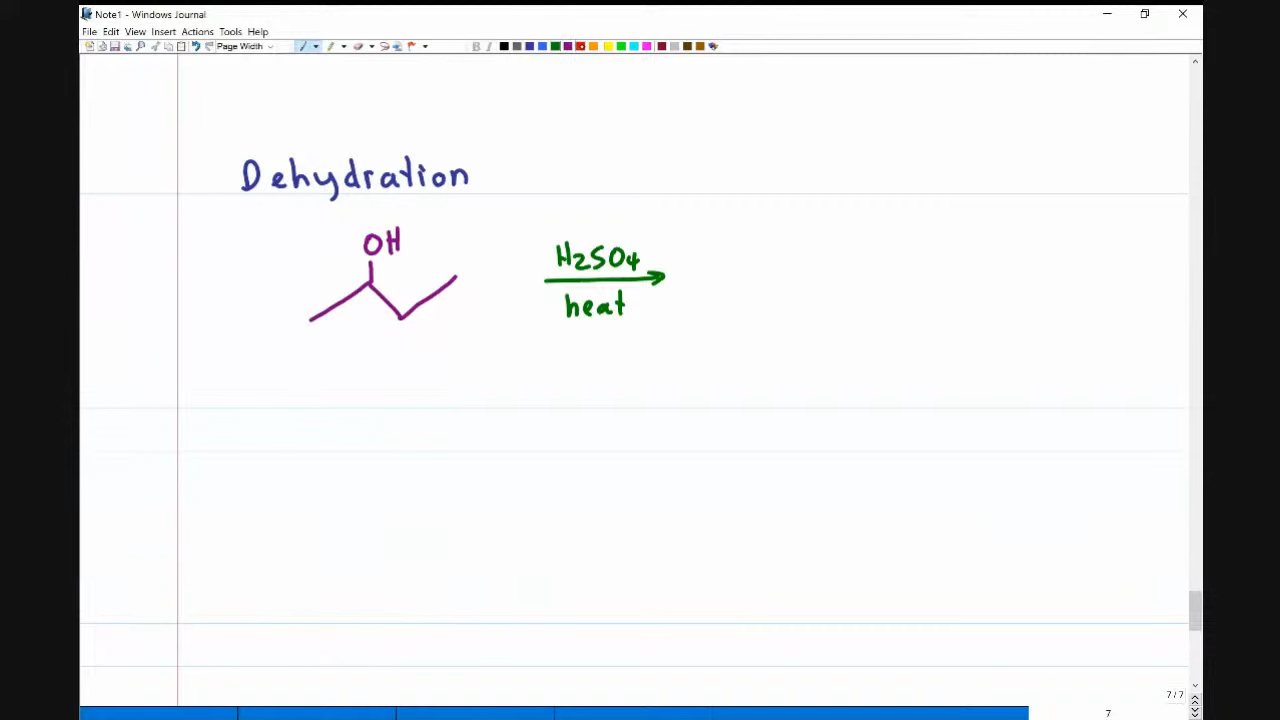 Note1 - Windows Journal
File Edit View Insert Actions Tools Help
Page Width
B I
Dehydration
OH
H2SO4
heat
7/7
7